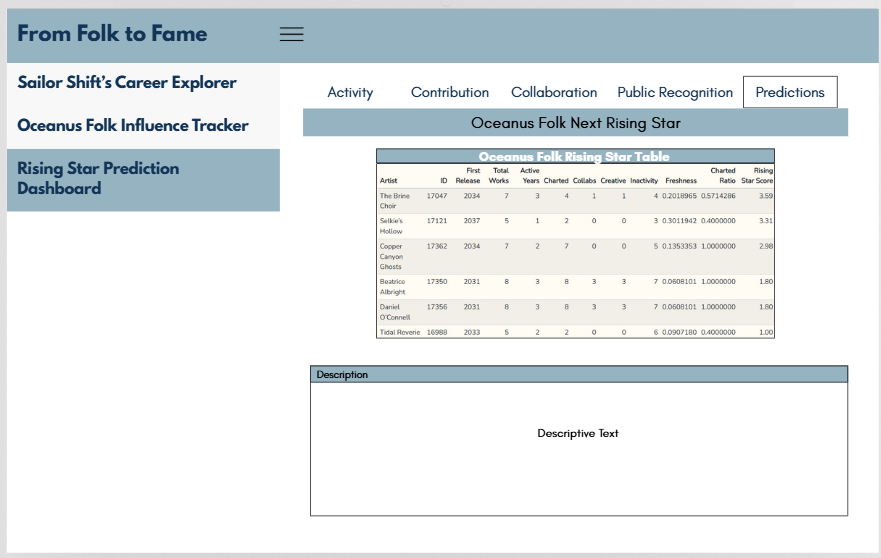 From Folk to Fame
Sailor Shift's Career Explorer
Oceanus Folk Influence Tracker
Rising Star Prediction
Dashboard
Activity Contribution Collaboration Public Recognition Predictions
Oceanus Folk Next Rising Star
Oceanus Folk Rising Star Table
First Total Active Charted Rising
Artist ID Release Works Years Charted Collabs Creative Inactivity Freshness Ratio Star Score
The Brine 17047 2034 7 3 4 1 1 4 0.2018965 0.5714286 3.59
Choir
Selkie's 17121 2037 5 1 2 0 0 3 0.3011942 0.4000000 3.31
Hollow
Copper 17362 2034 7 2 7 0 0 5 0.1353353 1.0000000 2.98
Canyon
Ghosts
Beatrice 17350 2031 8 3 8 3 3 7 0.0608101 1.0000000 1.80
Albright
Daniel 17356 2031 8 3 8 3 3 7 0.0608101 1.0000000 1.80
O'Connell
Tidal Reverie 16988 2033 5 2 2 0 0 6 0.0907180 0.4000000 1.00
Description
Descriptive Text